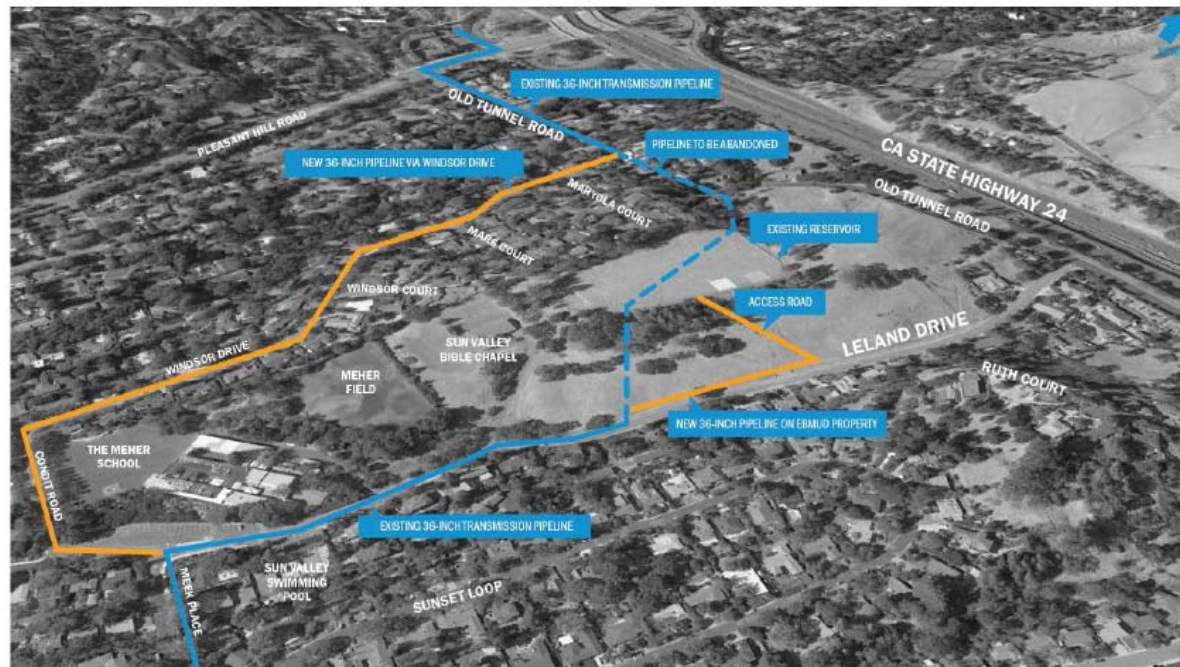 EXISTING 36-INCH TRANSMISSION PIPELINE
OLD TUNNEL ROAD
PLEASANT HILL ROAD
PIPELINE TO BE ABANDONED
CA STATE HIGHWAY 24
NEW 36-INCH PIPELINE VIA WINDSOR DRIVE
MARYOLA COURT
OLD TUNNEL ROAD
EXISTING RESERVOIR
MARS COURT
WINDSOR COURT
ACCESS ROAD
LELAND DRIVE
SUN VALLEY
BIBLE CHAPEL
WINDSOR DRIVE
MEHER
FIELD
RUTH COURT
NEW 36-INCH PIPELINE ON EBMUD PROPERTY
THE MEHER
SCHOOL
CONDIT ROAD
EXISTING 36-INCH TRANSMISSION PIPELINE
SUN VALLEY
SWIMMING
POOL
MEEK PLACE
SUNSET LOOP